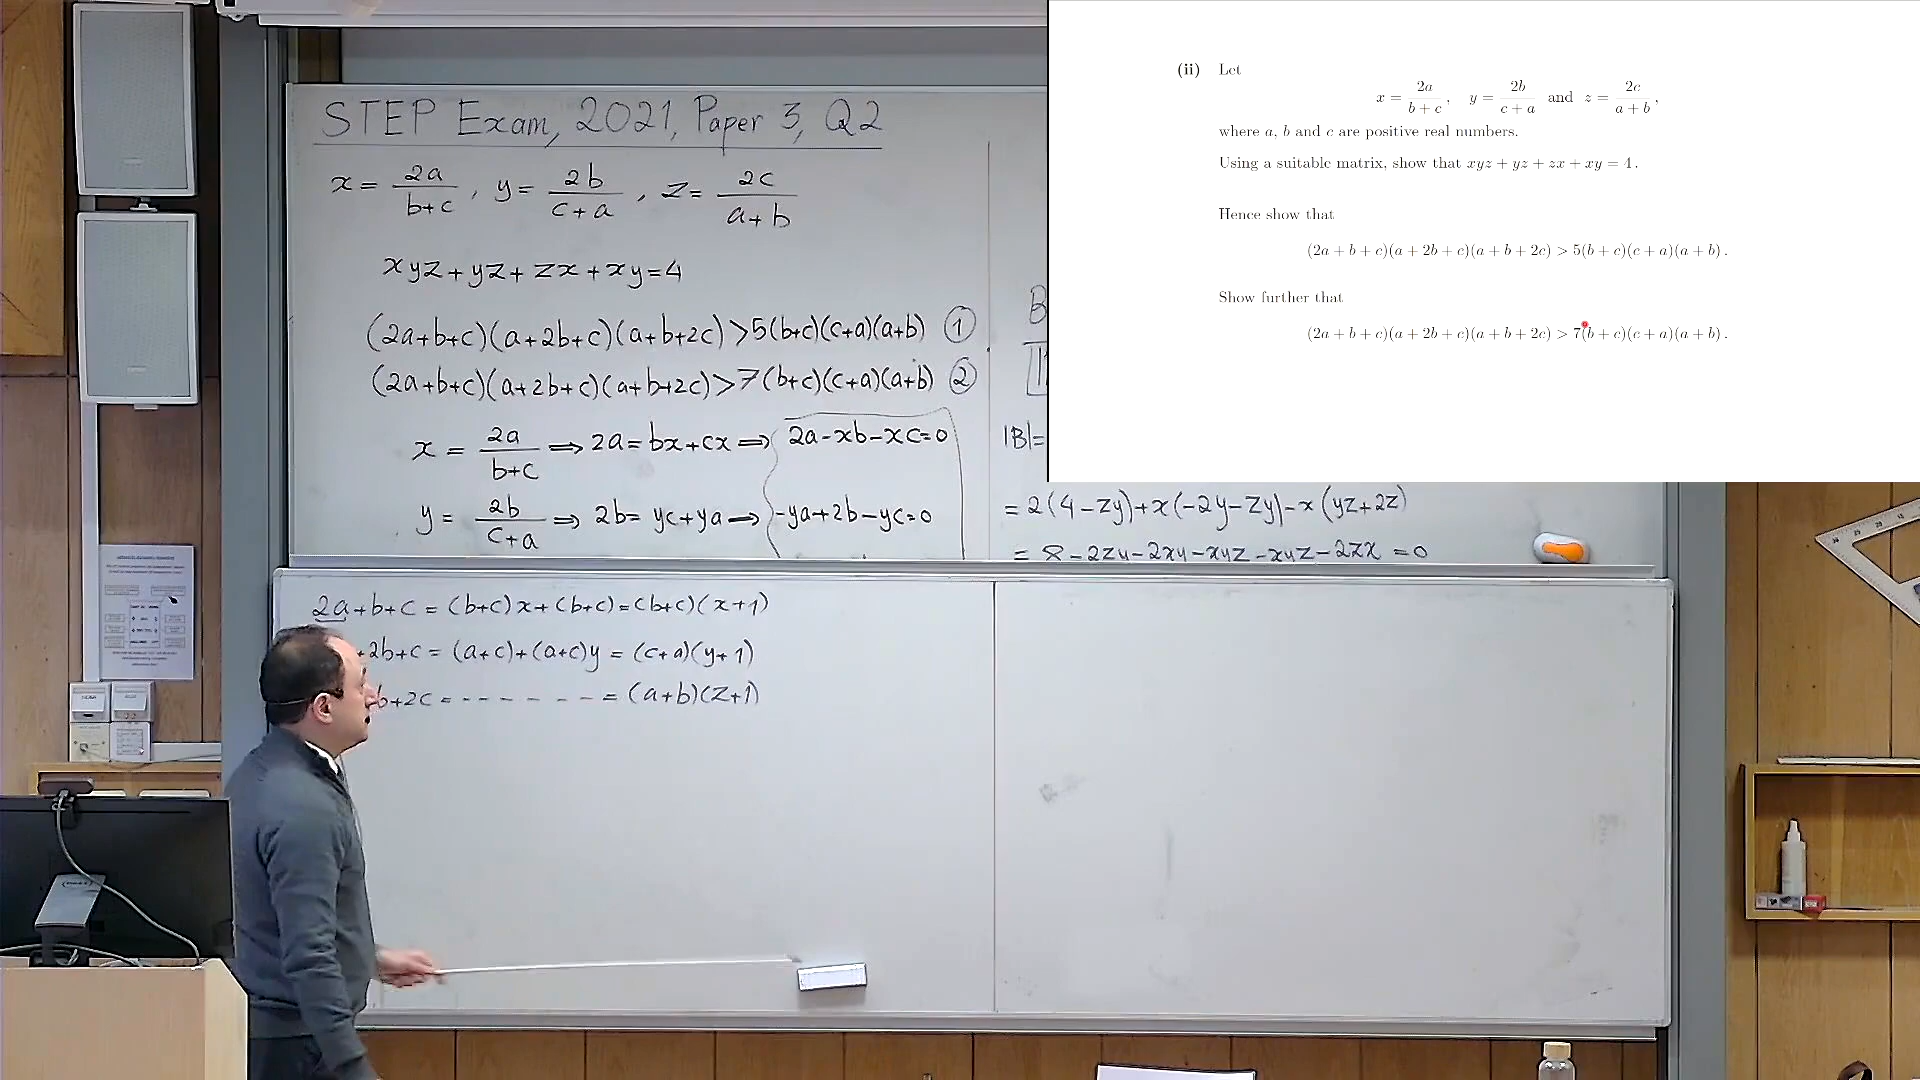 STEP Exam, 2021, Paper 3, Q2
x = 2a/(b+c) , y = 2b/(c+a) , z = 2c/(a+b)
xyz + yz + zx + xy = 4
(2a+b+c)(a+2b+c)(a+b+2c) > 5(b+c)(c+a)(a+b) ①
(2a+b+c)(a+2b+c)(a+b+2c) > 7(b+c)(c+a)(a+b) ②
x = 2a/(b+c) ⟹ 2a = bx + cx ⟹ 2a - xb - xc = 0
y = 2b/(c+a) ⟹ 2b = yc + ya ⟹ -ya + 2b - yc = 0
B
|B| =
= 2(4 - zy) + x(-2y - zy) - x(yz + 2z)
= 8 - 2zy - 2xy - xyz - xyz - 2zx = 0
2a + b + c = (b+c)x + (b+c) = (b+c)(x+1)
+2b + c = (a+c) + (a+c)y = (c+a)(y+1)
b + 2c = - - - - - - = (a+b)(z+1)
(ii) Let
x = 2a/(b + c) , y = 2b/(c + a) and z = 2c/(a + b) ,
where a, b and c are positive real numbers.
Using a suitable matrix, show that xyz + yz + zx + xy = 4 .
Hence show that
(2a + b + c)(a + 2b + c)(a + b + 2c) > 5(b + c)(c + a)(a + b) .
Show further that
(2a + b + c)(a + 2b + c)(a + b + 2c) > 7(b + c)(c + a)(a + b) .